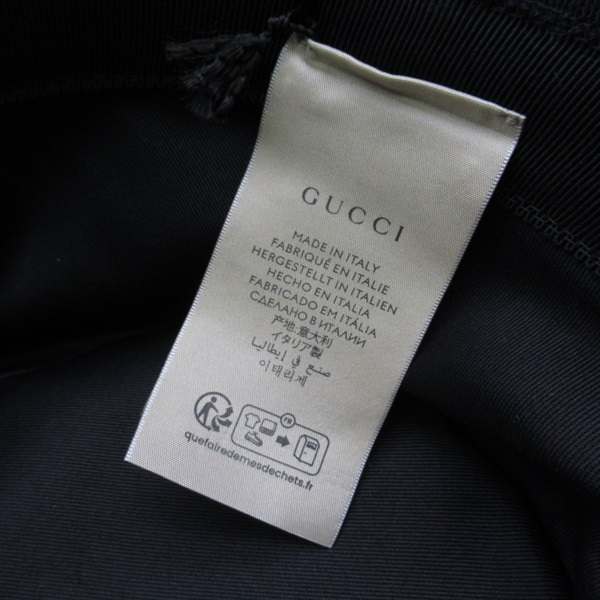 GUCCI
MADE IN ITALY
FABRIQUÉ EN ITALIE
HERGESTELLT IN ITALIEN
HECHO EN ITALIA
FABRICADO EM ITÁLIA
СДЕЛАНО В ИТАЛИИ
产地:意大利
イタリア製
صنع في إيطاليا
이태리제
FR
quefairedemesdechets.fr